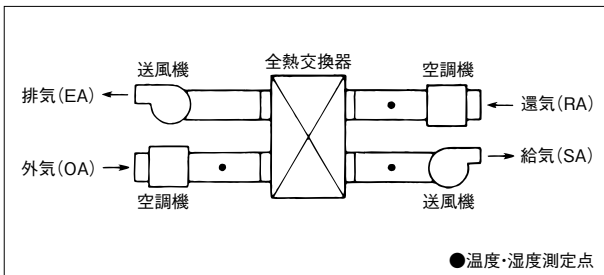 送風機
全熱交換器
空調機
排気(EA)
還気(RA)
外気(OA)
給気(SA)
空調機
送風機
●温度・湿度測定点